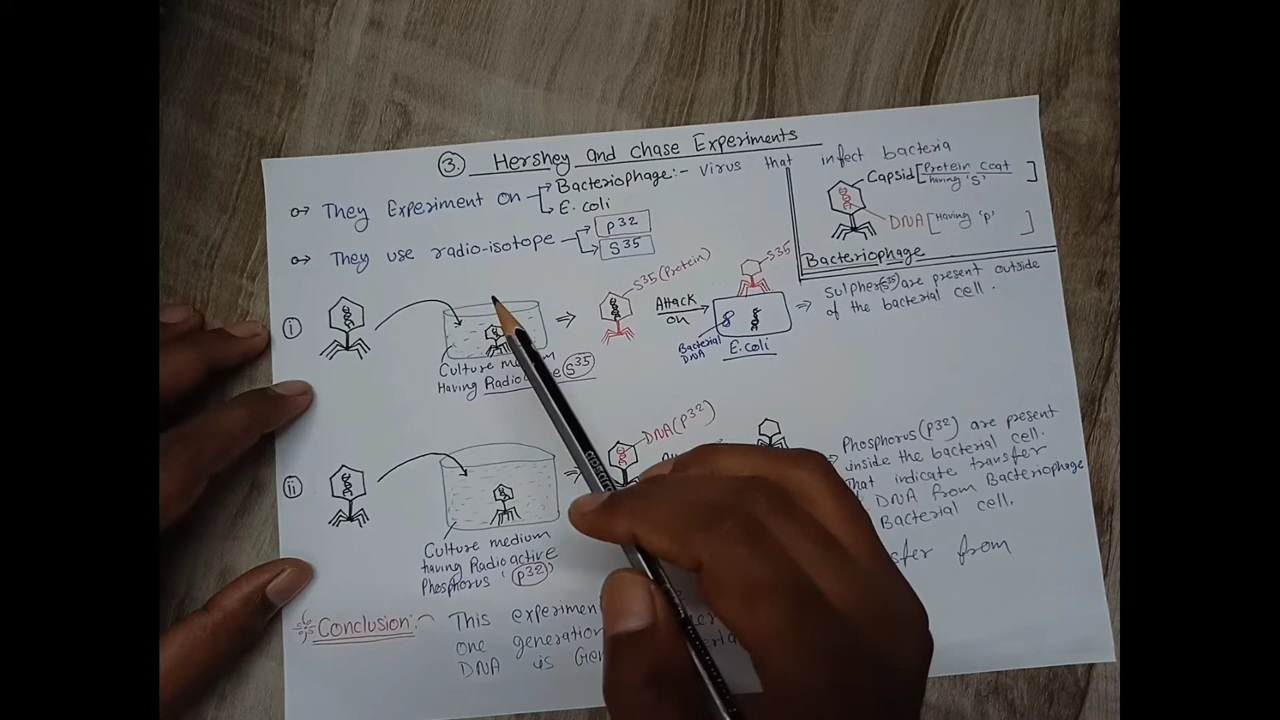 3. Hershey and chase Experiments
They Experiment on Bacteriophage:- Virus that infect bacteria
E.coli
They use radio-isotope P32
S35
Capsid [Protein coat having 'S' ]
DNA [Having 'p' ]
Bacteriophage
i
Culture medium
Having S35
S35 (Protein)
Attack
on
S35
Bacterial
DNA
E.coli
Sulpher(s35) are present outside
of the bacterial cell.
ii
Culture medium
having Radioactive
Phosphorus (P32)
DNA (P32)
Phosphorus (P32) are present
inside the bacterial cell.
That indicate transfer
DNA from Bacteriophage
Bacterial cell.
Conclusion:-
This
from
one generation
DNA is